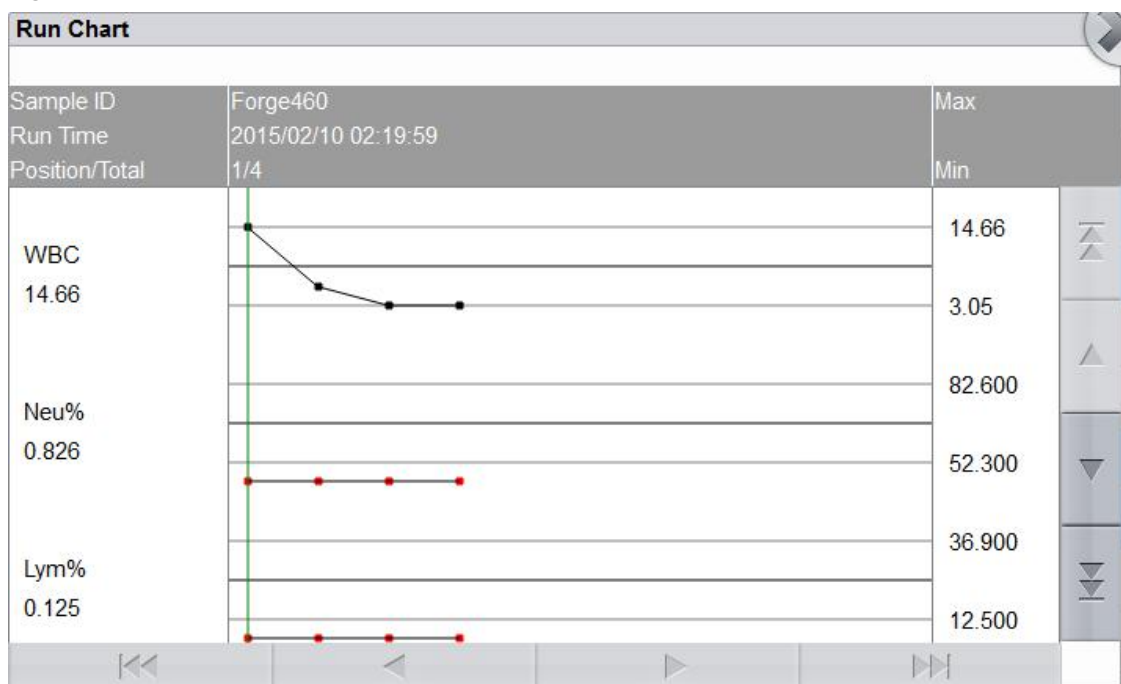 Run Chart
Sample ID Forge460 Max
Run Time 2015/02/10 02:19:59
Position/Total 1/4 Min
14.66
WBC
14.66
3.05
82.600
Neu%
0.826
52.300
36.900
Lym%
0.125
12.500